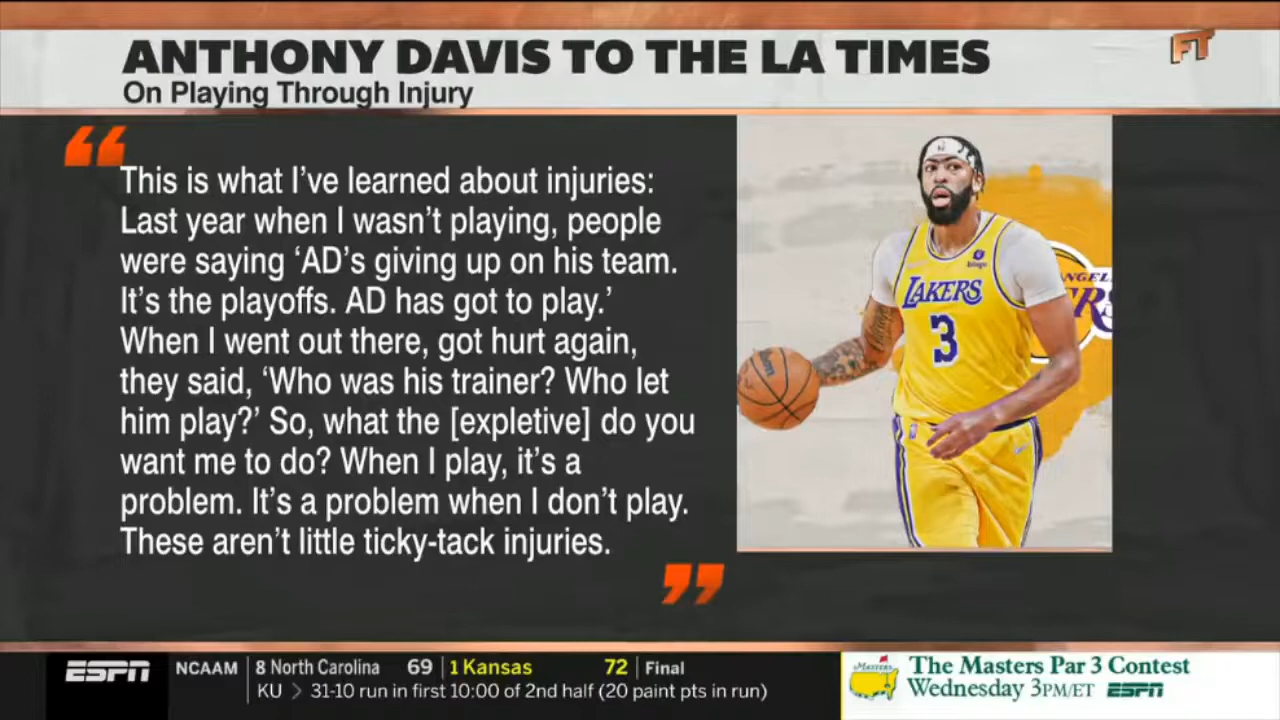 ANTHONY DAVIS TO THE LA TIMES
On Playing Through Injury
FT
“
This is what I've learned about injuries:
Last year when I wasn't playing, people
were saying ‘AD's giving up on his team.
It's the playoffs. AD has got to play.’
When I went out there, got hurt again,
they said, ‘Who was his trainer? Who let
him play?’ So, what the [expletive] do you
want me to do? When I play, it's a
problem. It's a problem when I don't play.
These aren't little ticky-tack injuries.
”
LAKERS
3
bibigo
NGEL
RS
ESPN
NCAAM
8 North Carolina 69 1 Kansas 72 Final
KU > 31-10 run in first 10:00 of 2nd half (20 paint pts in run)
Masters
The Masters Par 3 Contest
Wednesday 3PM/ET ESPN